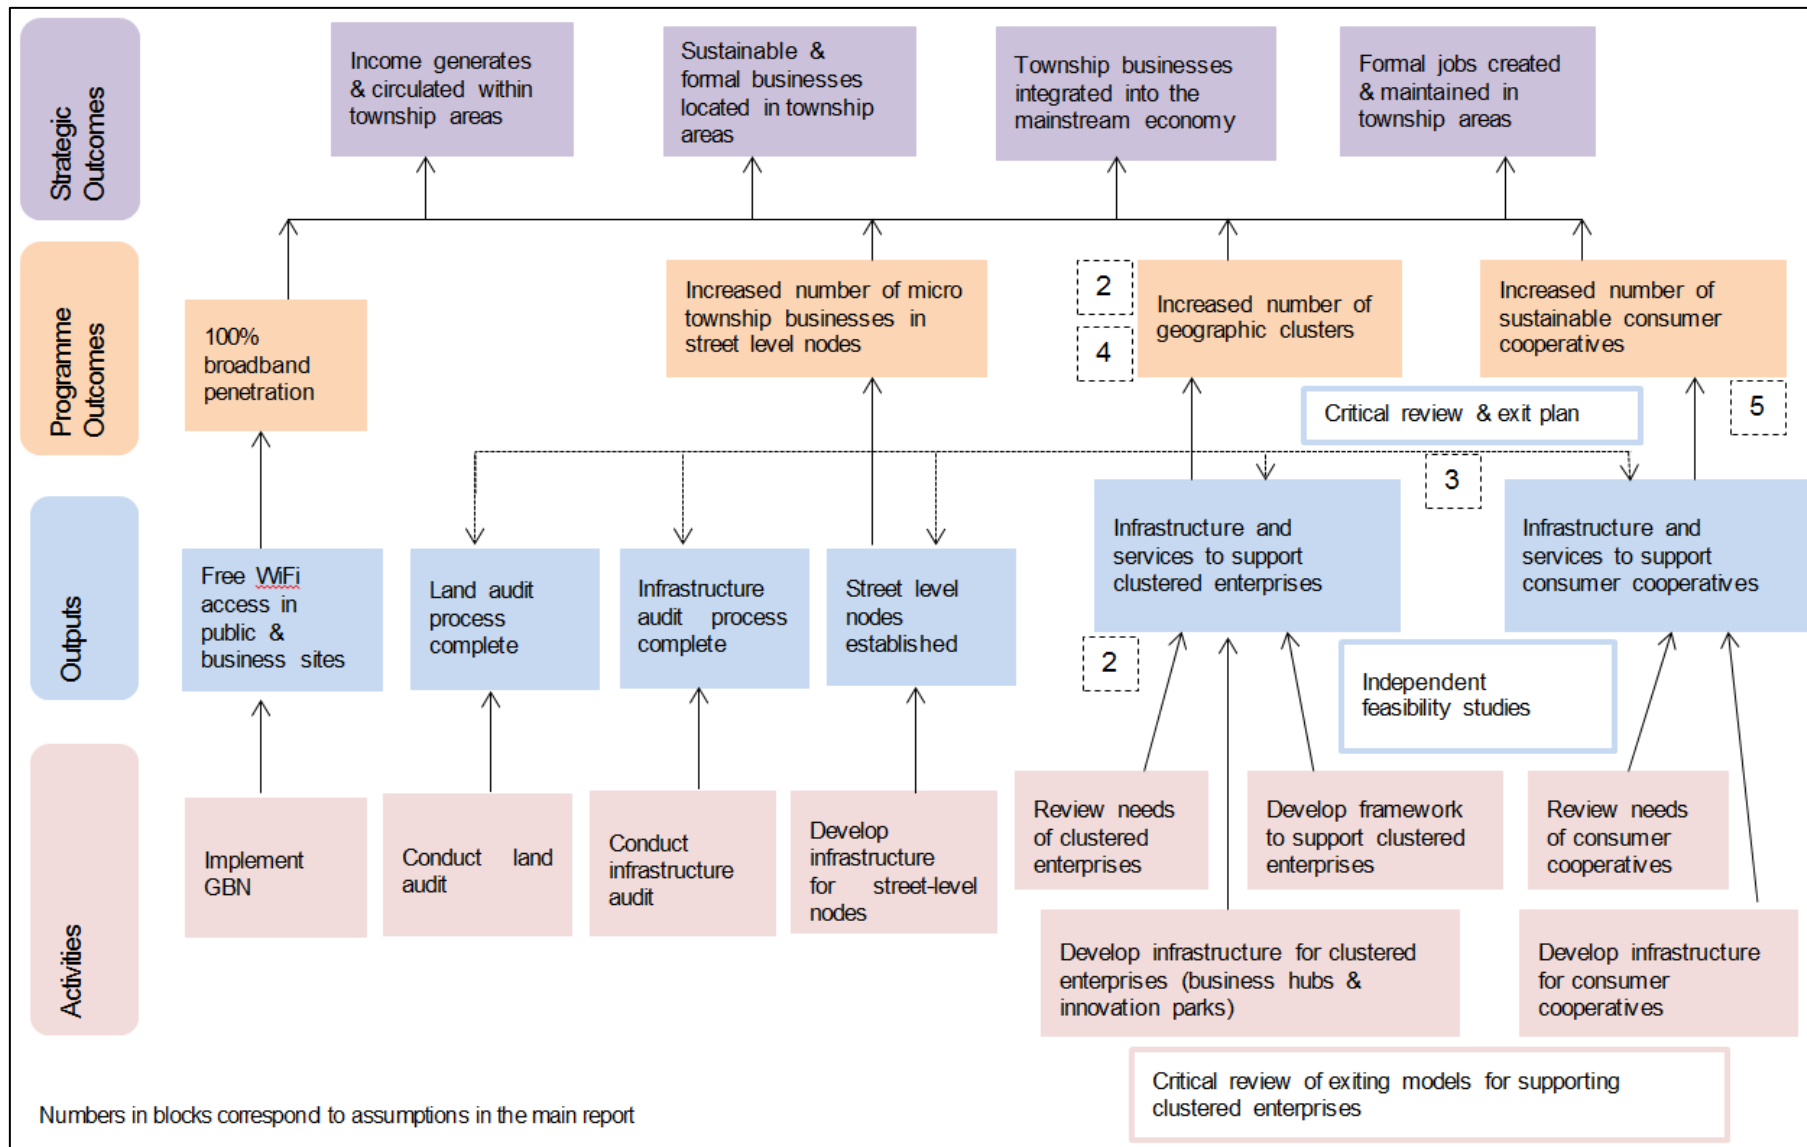 Strategic
Outcomes
Income generates
& circulated within
township areas
Sustainable &
formal businesses
located in township
areas
Township businesses
integrated into the
mainstream economy
Formal jobs created
& maintained in
township areas
Programme
Outcomes
100%
broadband
penetration
Increased number of micro
township businesses in
street level nodes
2
4
Increased number of
geographic clusters
Increased number of
sustainable consumer
cooperatives
Critical review & exit plan
5
3
Outputs
Free WiFi
access in
public &
business sites
Land audit
process
complete
Infrastructure
audit process
complete
Street level
nodes
established
Infrastructure and
services to support
clustered enterprises
Infrastructure and
services to support
consumer cooperatives
2
Independent
feasibility studies
Activities
Implement
GBN
Conduct land
audit
Conduct
infrastructure
audit
Develop
infrastructure
for street-level
nodes
Review needs
of clustered
enterprises
Develop framework
to support clustered
enterprises
Review needs
of consumer
cooperatives
Develop infrastructure for clustered
enterprises (business hubs &
innovation parks)
Develop infrastructure
for consumer
cooperatives
Critical review of exiting models for supporting
clustered enterprises
Numbers in blocks correspond to assumptions in the main report